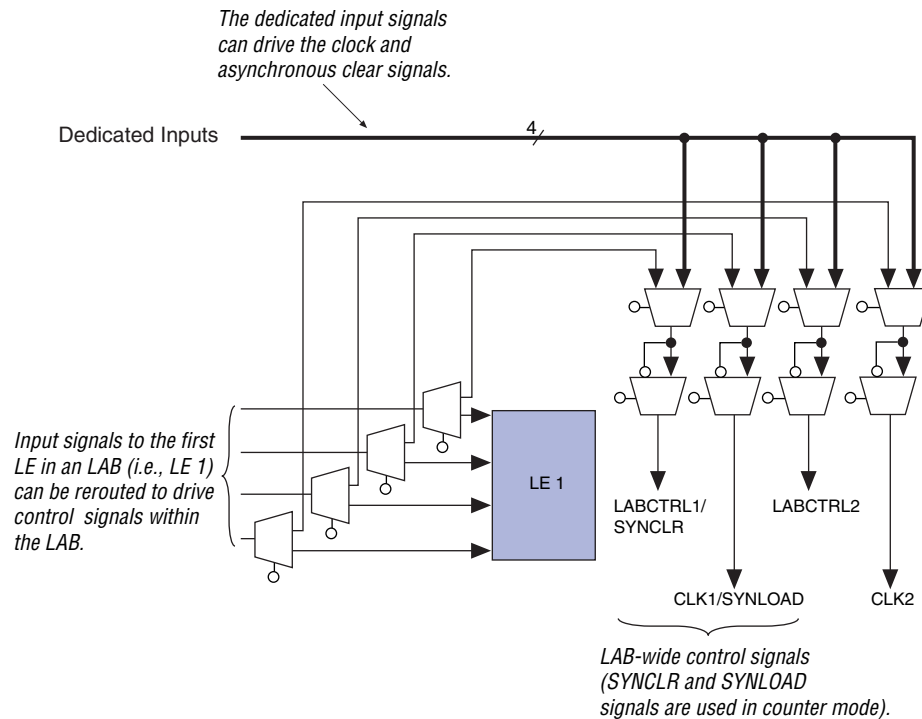 The dedicated input signals
can drive the clock and
asynchronous clear signals.
Dedicated Inputs
4
Input signals to the first
LE in an LAB (i.e., LE 1)
can be rerouted to drive
control signals within
the LAB.
LE 1
LABCTRL1/
SYNCLR
LABCTRL2
CLK1/SYNLOAD
CLK2
LAB-wide control signals
(SYNCLR and SYNLOAD
signals are used in counter mode).